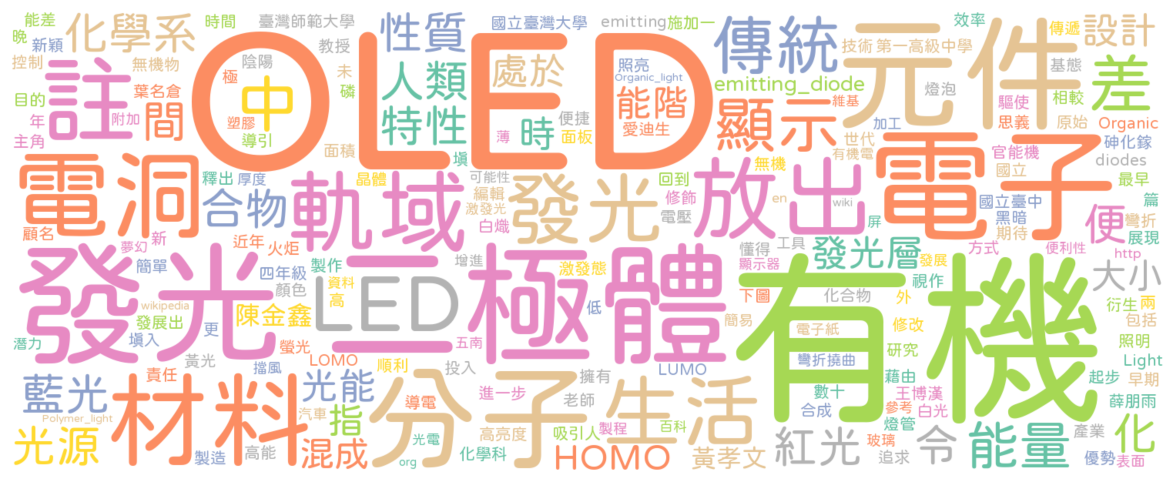 能差 化學系 時間 臺灣師範大學 性質 國立臺灣大學 emitting 施加一 傳統 效率 傳遞 設計
晚 新穎 OLED 教授 技術 第一高級中學 元件
控制 無機物 陰陽 未 人類 處於 照亮 Organic_light 基態 差
註 極 中 磷 特性 能階 emitting_diode 燈泡
目的 葉名倉 間 塑膠 便捷 愛迪生 顯示 維基 驅使 相較
年 附加 導引 薄 時 面板 世代 加工 思義 原始 Organic
主角 面積 填 無機 有機電 官能機 砷化鎵 diodes
電洞 釋出 厚度 晶體 可能性 發光 回到 放出 電子 國立 最早
合物 軌域 編輯 修飾 en 國立臺中 篇
顧名 激發光 電壓 wiki 黑暗 便 彎折
白熾 屏 期待 展現
夢幻 新 近年 火炬 懂得 工具 發光層 方式 便利性 http
發光 簡單 四年級 製作 二極體 增進 激發態 顯示器 視作 發展 大小
wikipedia 顏色 資料 LED 高 低 下圖 化合物 外 有機 衍生 兩
發展出 陳金鑫 簡易 電子紙 修改 包括
潛力 填入 更 五南 照明
黃光 螢光 LOMO 順利 投入 LUMO 彎折撓曲 研究 起步 Light
擋風 早期
藍光 責任 材料 光能 分子 進一步 擁有 生活 數十 藉由 王博漢 薛朋雨
Polymer_light 汽車 導電 老師 合成 參考 白光
指 高亮度 吸引人 製程 百科 燈管 產業 化
光源 製造 高能 混成 光電 org 化學科 HOMO 黃孝文 紅光 玻璃 追求 令 能量 優勢 表面